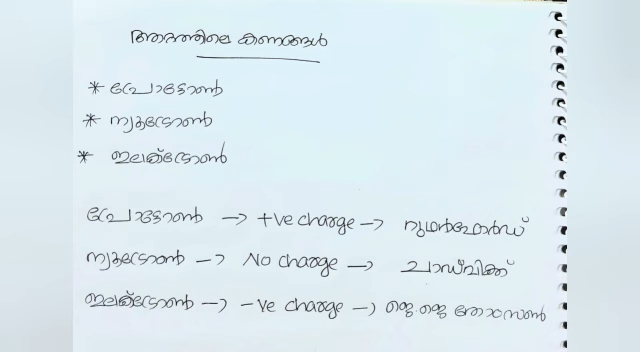 ആറ്റത്തിലെ കണങ്ങൾ
* പ്രോട്ടോൺ
* ന്യൂട്രോൺ
* ഇലക്ട്രോൺ
പ്രോട്ടോൺ → +ve charge → റുഥർഫോർഡ്
ന്യൂട്രോൺ → No charge → ചാഡ്വിക്ക്
ഇലക്ട്രോൺ → -ve charge → ജെ.ജെ തോംസൺ